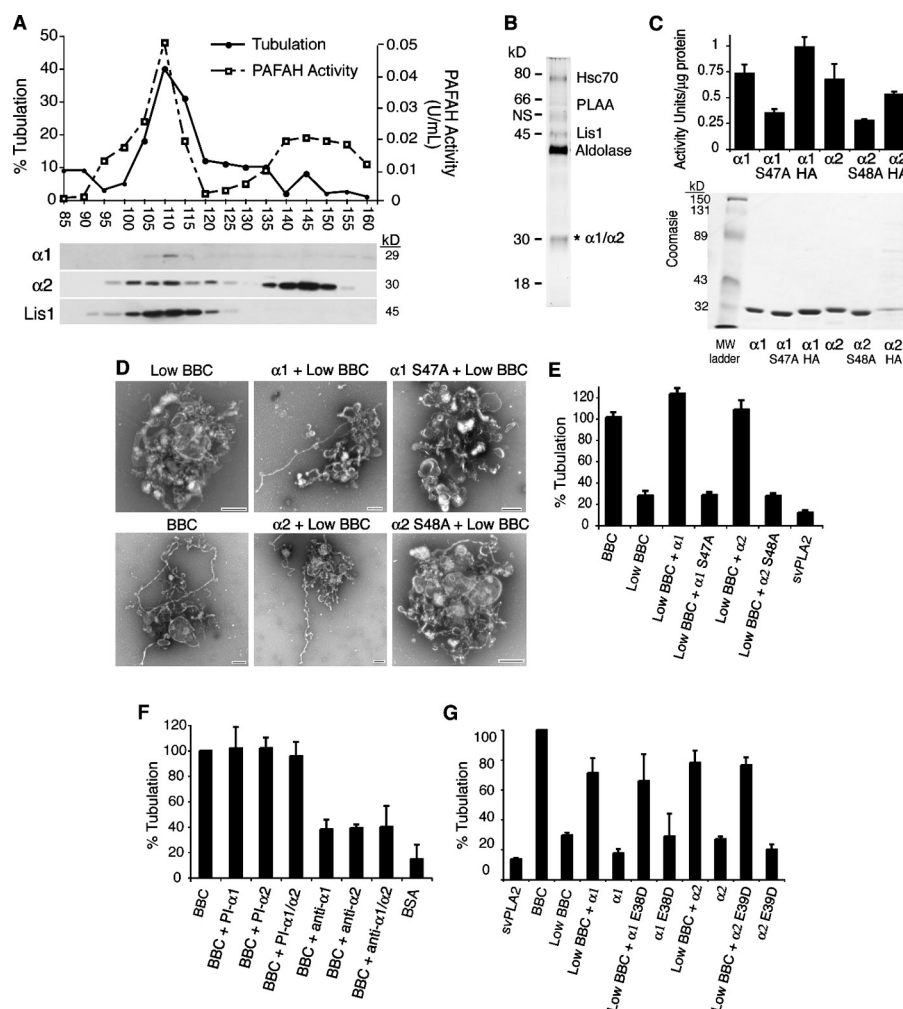 A
% Tubulation
50
40
30
20
10
0
Tubulation
PAFAH Activity
0.05
0.04
0.03
0.02
0.01
0
PAFAH Activity
(U/mL)
85 90 95 100 105 110 115 120 125 130 135 140 145 150 155 160
kD
α1 29
α2 30
Lis1 45
B
kD
80 Hsc70
66 PLAA
NS
45 Lis1
Aldolase
30 * α1/α2
18
C
Activity Units/µg protein
1
0.75
0.5
0.25
α1 α1 S47A α1 HA α2 α2 S48A α2 HA
kD
150
131
89
43
32
Coomasie
MW ladder α1 α1 S47A α1 HA α2 α2 S48A α2 HA
D
Low BBC α1 + Low BBC α1 S47A + Low BBC
BBC α2 + Low BBC α2 S48A + Low BBC
E
% Tubulation
120
100
80
60
40
20
0
BBC
Low BBC
Low BBC + α1
Low BBC + α1 S47A
Low BBC + α2
Low BBC + α2 S48A
svPLA2
F
% Tubulation
120
100
80
60
40
20
0
BBC
BBC + PI-α1
BBC + PI-α2
BBC + PI-α1/α2
BBC + anti-α1
BBC + anti-α2
BBC + anti-α1/α2
BSA
G
% Tubulation
80
60
40
20
0
svPLA2
BBC
Low BBC
Low BBC + α1
α1
Low BBC + α1 E38D
α1 E38D
Low BBC + α2
α2
Low BBC + α2 E39D
α2 E39D